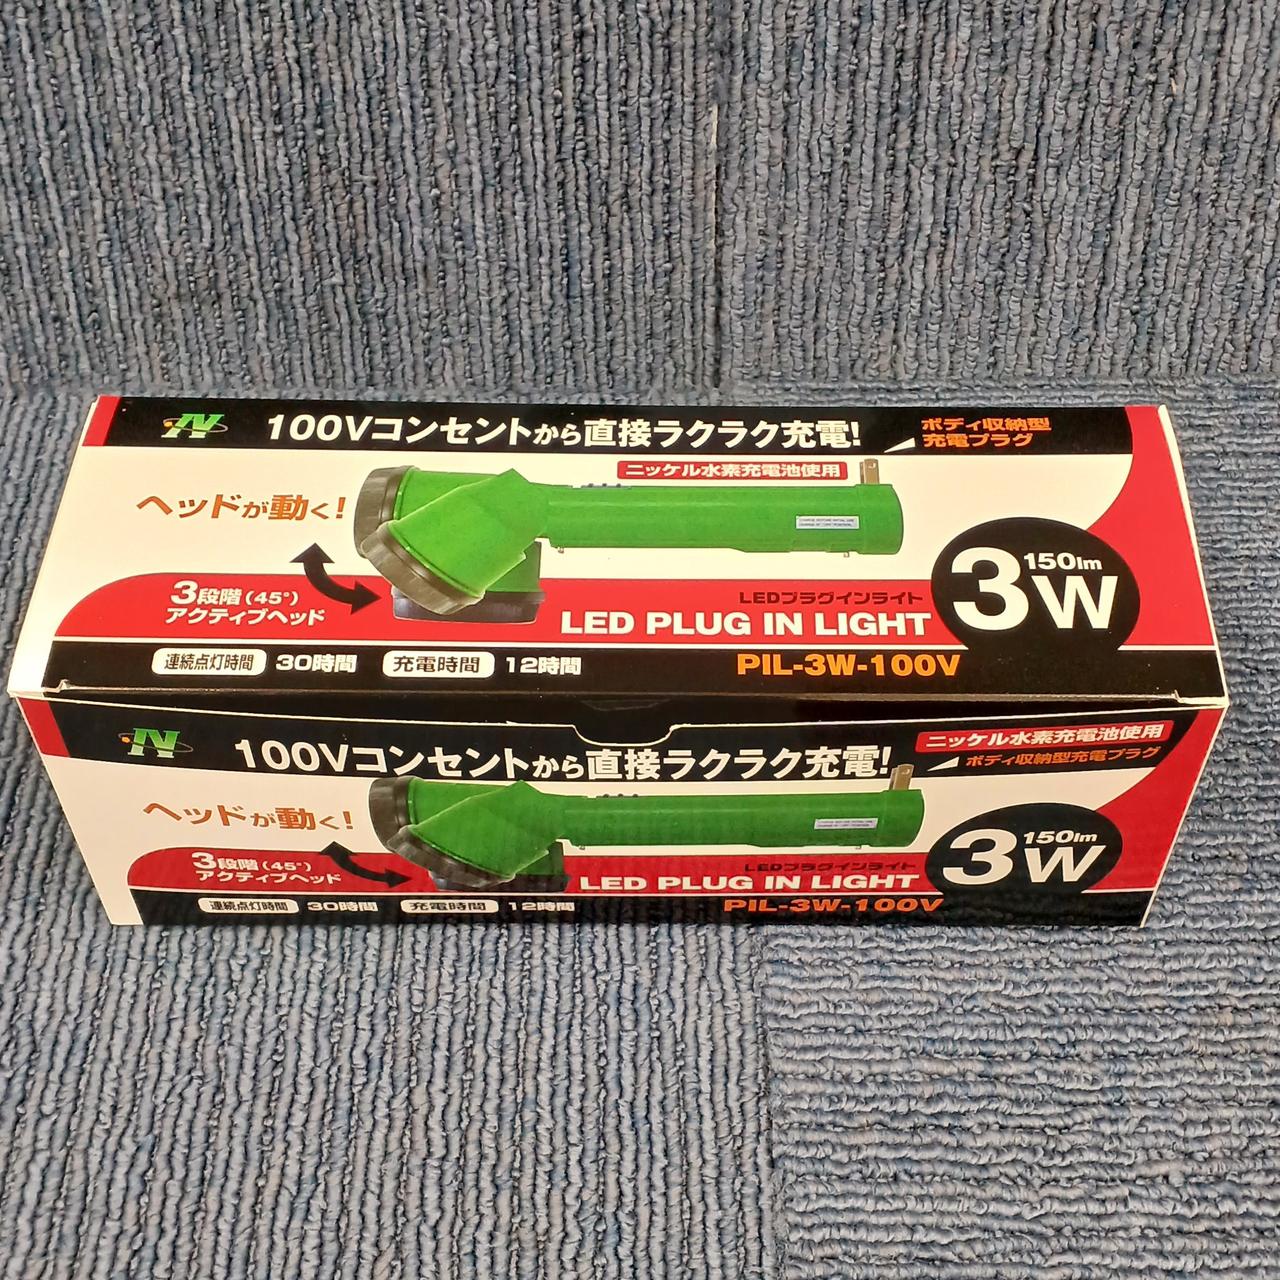 N
100Vコンセントから直接ラクラク充電!
ボディ収納型
充電プラグ
ニッケル水素充電池使用
ヘッドが動く!
3段階(45°)
アクティブヘッド
150lm
3W
LEDプラグインライト
LED PLUG IN LIGHT
連続点灯時間 30時間 充電時間 12時間
PIL-3W-100V
N
100Vコンセントから直接ラクラク充電!
ニッケル水素充電池使用
ボディ収納型充電プラグ
ヘッドが動く!
3段階(45°)
アクティブヘッド
150lm
3W
LEDプラグインライト
LED PLUG IN LIGHT
連続点灯時間 30時間 充電時間 12時間
PIL-3W-100V